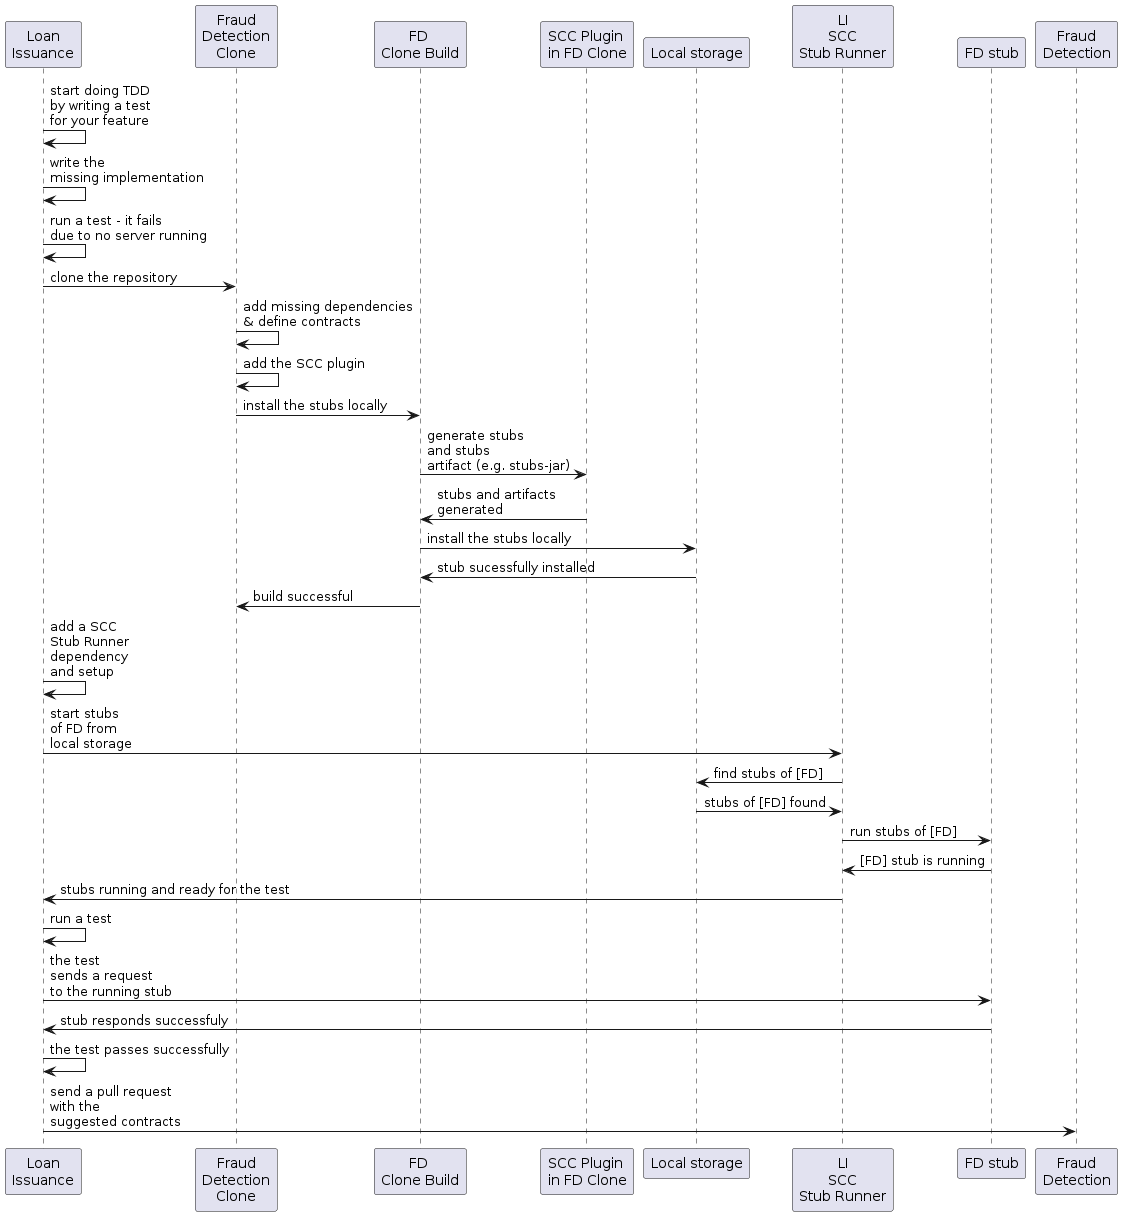 Loan
Issuance
Fraud
Detection
Clone
FD
Clone Build
SCC Plugin
in FD Clone
Local storage
LI
SCC
Stub Runner
FD stub
Fraud
Detection
start doing TDD
by writing a test
for your feature
write the
missing implementation
run a test - it fails
due to no server running
clone the repository
add missing dependencies
& define contracts
add the SCC plugin
install the stubs locally
generate stubs
and stubs
artifact (e.g. stubs-jar)
stubs and artifacts
generated
install the stubs locally
stub sucessfully installed
build successful
add a SCC
Stub Runner
dependency
and setup
start stubs
of FD from
local storage
find stubs of [FD]
stubs of [FD] found
run stubs of [FD]
[FD] stub is running
stubs running and ready for the test
run a test
the test
sends a request
to the running stub
stub responds successfuly
the test passes successfully
send a pull request
with the
suggested contracts
Loan
Issuance
Fraud
Detection
Clone
FD
Clone Build
SCC Plugin
in FD Clone
Local storage
LI
SCC
Stub Runner
FD stub
Fraud
Detection